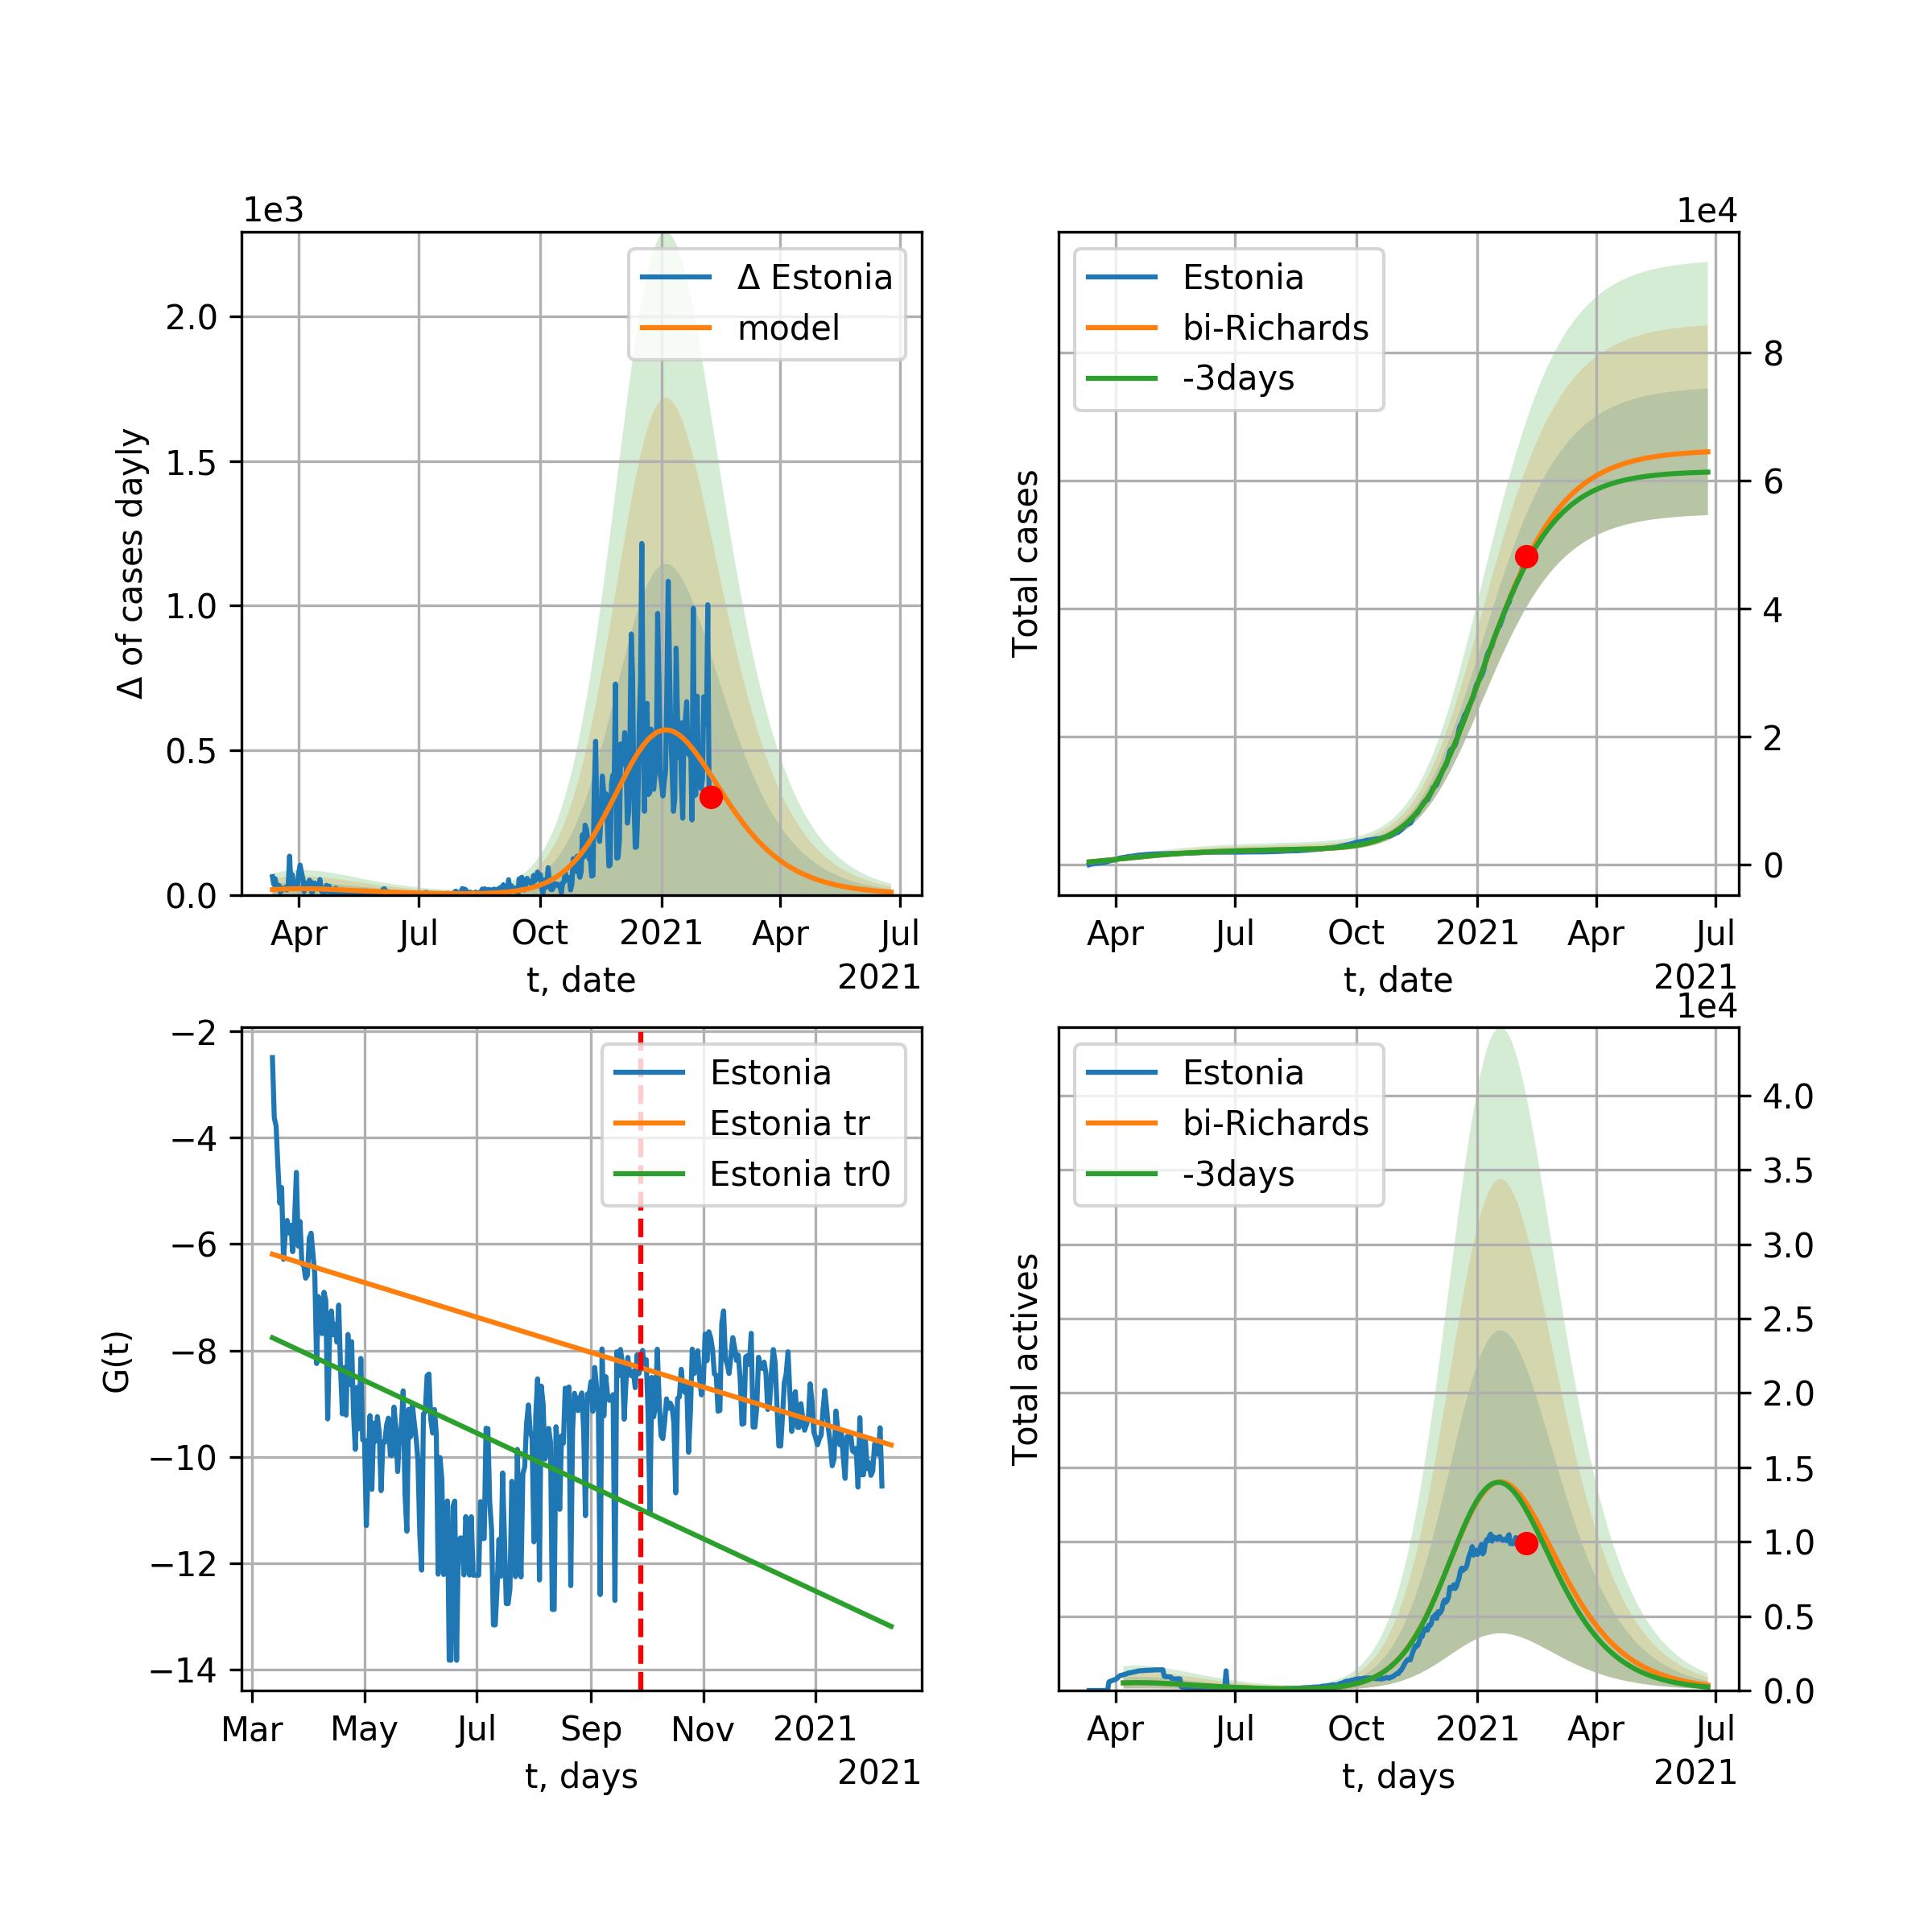 1e3
Δ of cases dayly
2.0
1.5
1.0
0.5
0.0
Δ Estonia
model
Apr Jul Oct 2021 Apr Jul
t, date
2021
1e4
Total cases
Estonia
bi-Richards
-3days
8
6
4
2
0
Apr Jul Oct 2021 Apr Jul
t, date
2021
G(t)
−2
−4
−6
−8
−10
−12
−14
Estonia
Estonia tr
Estonia tr0
Mar May Jul Sep Nov 2021
t, days
2021
1e4
Total actives
Estonia
bi-Richards
-3days
4.0
3.5
3.0
2.5
2.0
1.5
1.0
0.5
0.0
Apr Jul Oct 2021 Apr Jul
t, days
2021